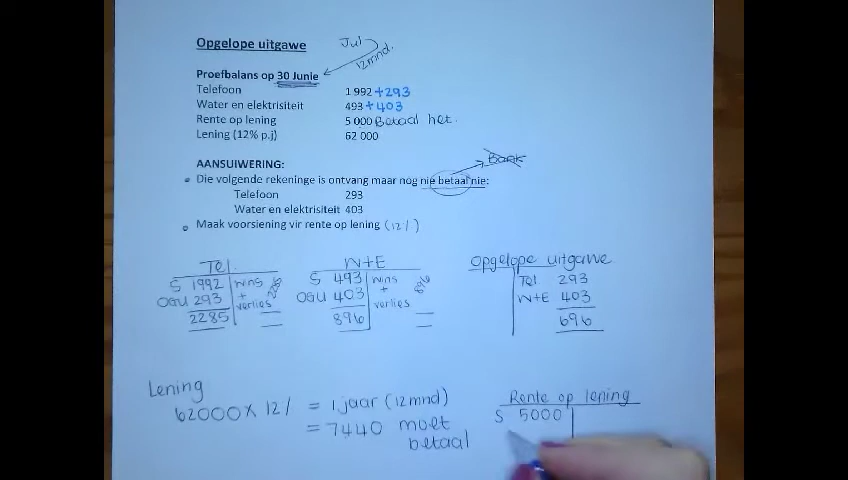 Opgelope uitgawe
Jul
12mnd.
Proefbalans op 30 Junie
Telefoon 1 992 +293
Water en elektrisiteit 493 +403
Rente op lening 5 000 Betaal het.
Lening (12% p.j) 62 000
AANSUIWERING:
Bank
Die volgende rekeninge is ontvang maar nog nie betaal nie:
Telefoon 293
Water en elektrisiteit 403
Maak voorsiening vir rente op lening (12%)
Tel.
S 1992 wins
OGU 293 + verlies 2285
2285
W+E
S 493 wins
OGU 403 + verlies 896
896
Opgelope uitgawe
Tel 293
W+E 403
696
Lening
62000 x 12% = 1 jaar (12mnd)
= 7440 moet
betaal
Rente op lening
S 5000